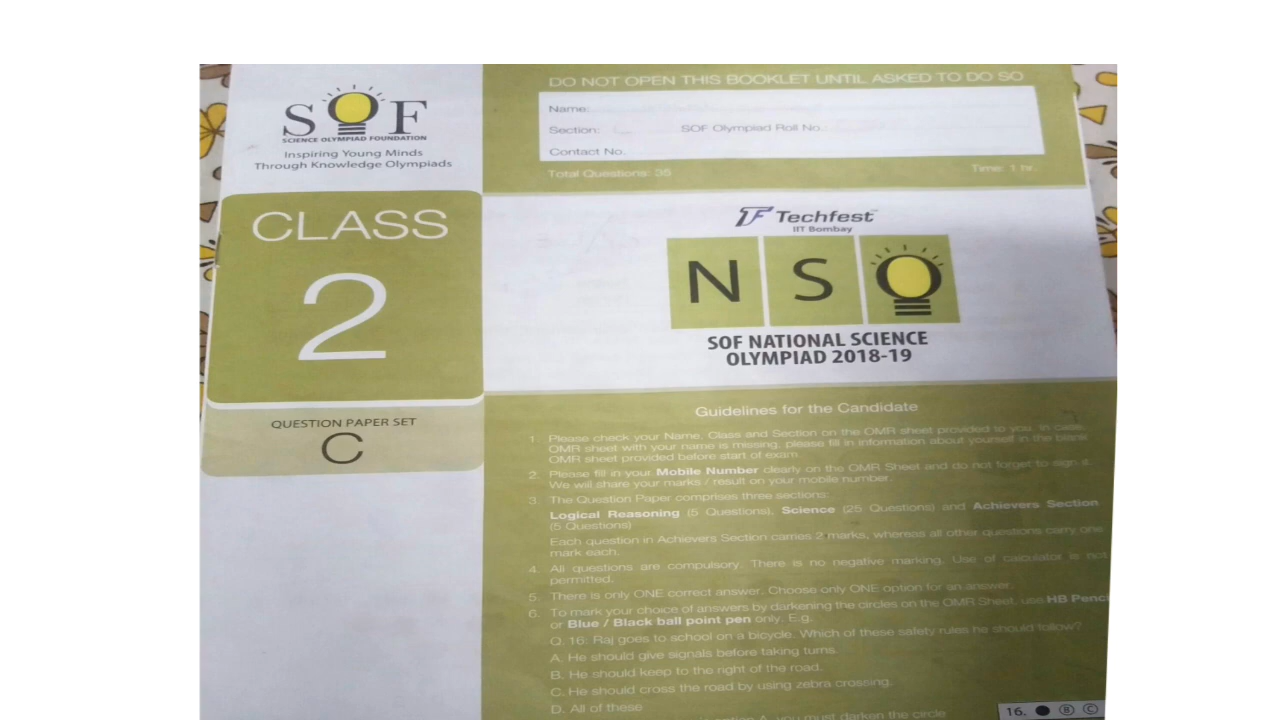 SOF
SCIENCE OLYMPIAD FOUNDATION
Inspiring Young Minds
Through Knowledge Olympiads
CLASS
2
QUESTION PAPER SET
C
DO NOT OPEN THIS BOOKLET UNTIL ASKED TO DO SO
Name:
Section: SOF Olympiad Roll No.
Contact No.
Total Questions: 35 Time: 1 hr.
Techfest
IIT Bombay
NSO
SOF NATIONAL SCIENCE
OLYMPIAD 2018-19
Guidelines for the Candidate
1. Please check your Name, Class and Section on the OMR sheet provided to you. In case
OMR sheet with your name is missing, please fill in information about yourself in the blank
OMR sheet provided before start of exam.
2. Please fill in your Mobile Number clearly on the OMR Sheet and do not forget to sign it.
We will share your marks / result on your mobile number.
3. The Question Paper comprises three sections:
Logical Reasoning (5 Questions), Science (25 Questions) and Achievers Section
(5 Questions)
Each question in Achievers Section carries 2 marks, whereas all other questions carry one
mark each.
4. All questions are compulsory. There is no negative marking. Use of calculator is not
permitted.
5. There is only ONE correct answer. Choose only ONE option for an answer.
6. To mark your choice of answers by darkening the circles on the OMR Sheet, use HB Penci
or Blue / Black ball point pen only. E.g.
Q. 16: Raj goes to school on a bicycle. Which of these safety rules he should follow?
A. He should give signals before taking turns.
B. He should keep to the right of the road.
C. He should cross the road by using zebra crossing.
D. All of these
option A, you must darken the circle
16. B C